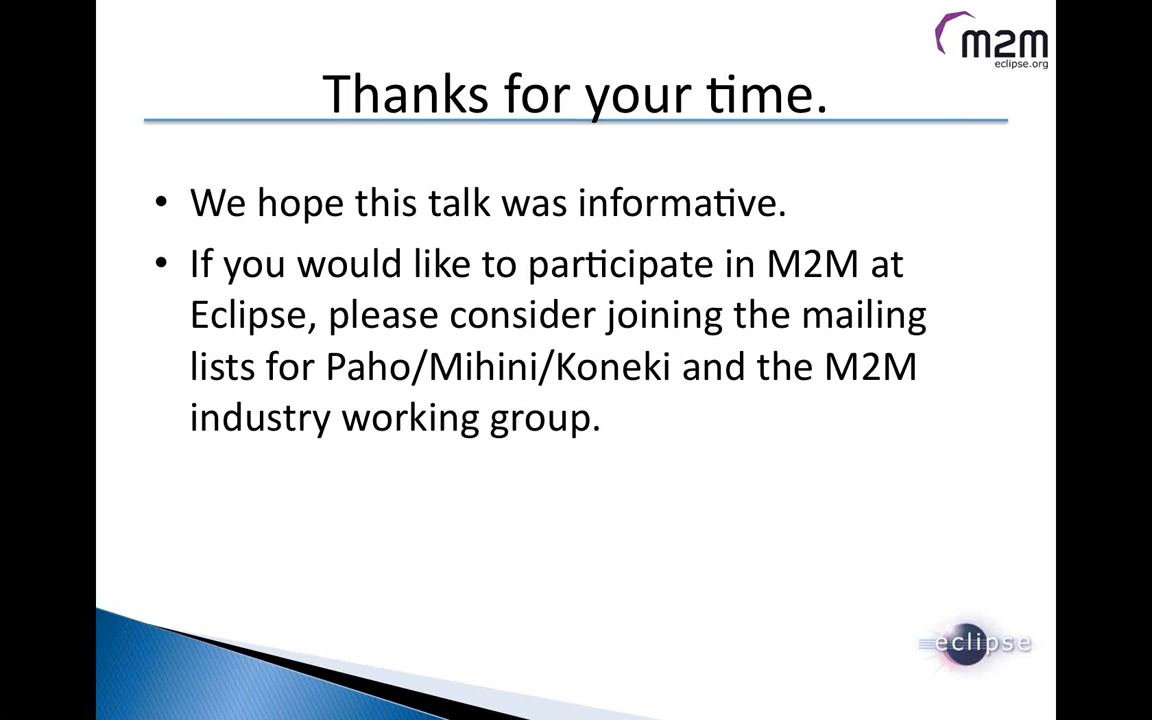 m2m
eclipse.org
Thanks for your time.
• We hope this talk was informative.
• If you would like to participate in M2M at
Eclipse, please consider joining the mailing
lists for Paho/Mihini/Koneki and the M2M
industry working group.
eclipse